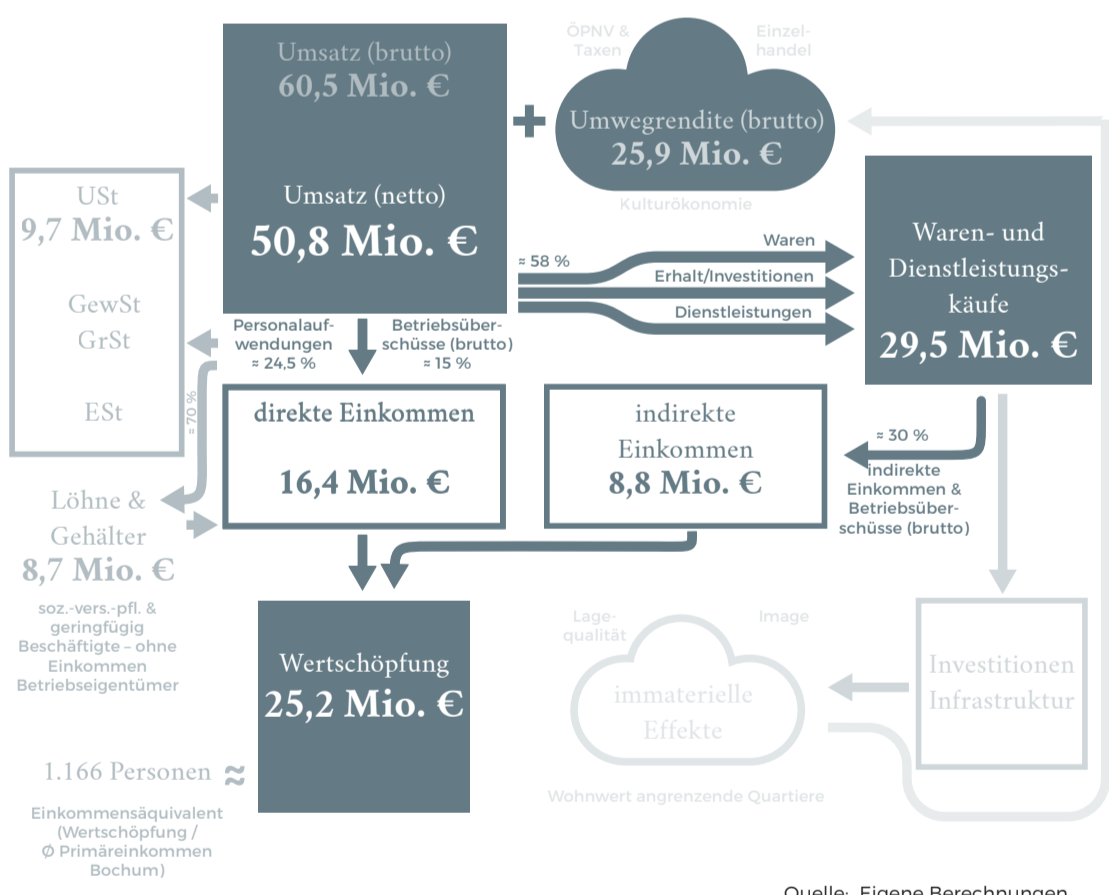 ÖPNV &
Taxen
Einzel-
handel
Umsatz (brutto)
60,5 Mio. €
+
Umwegrendite (brutto)
25,9 Mio. €
Kulturökonomie
USt
9,7 Mio. €
GewSt
GrSt
ESt
Umsatz (netto)
50,8 Mio. €
≈ 58 %
Waren
Erhalt/Investitionen
Dienstleistungen
Waren- und
Dienstleistungs-
käufe
29,5 Mio. €
Personalauf-
wendungen
≈ 24,5 %
Betriebsüber-
schüsse (brutto)
≈ 15 %
≈ 70 %
direkte Einkommen
16,4 Mio. €
indirekte
Einkommen
8,8 Mio. €
≈ 30 %
indirekte
Einkommen &
Betriebsüber-
schüsse (brutto)
Löhne &
Gehälter
8,7 Mio. €
soz.-vers.-pfl. &
geringfügig
Beschäftigte – ohne
Einkommen
Betriebseigentümer
Wertschöpfung
25,2 Mio. €
Lage-
qualität
Image
immaterielle
Effekte
Wohnwert angrenzende Quartiere
Investitionen
Infrastruktur
1.166 Personen ≈
Einkommensäquivalent
(Wertschöpfung /
Ø Primäreinkommen
Bochum)
Quelle: Eigene Berechnungen